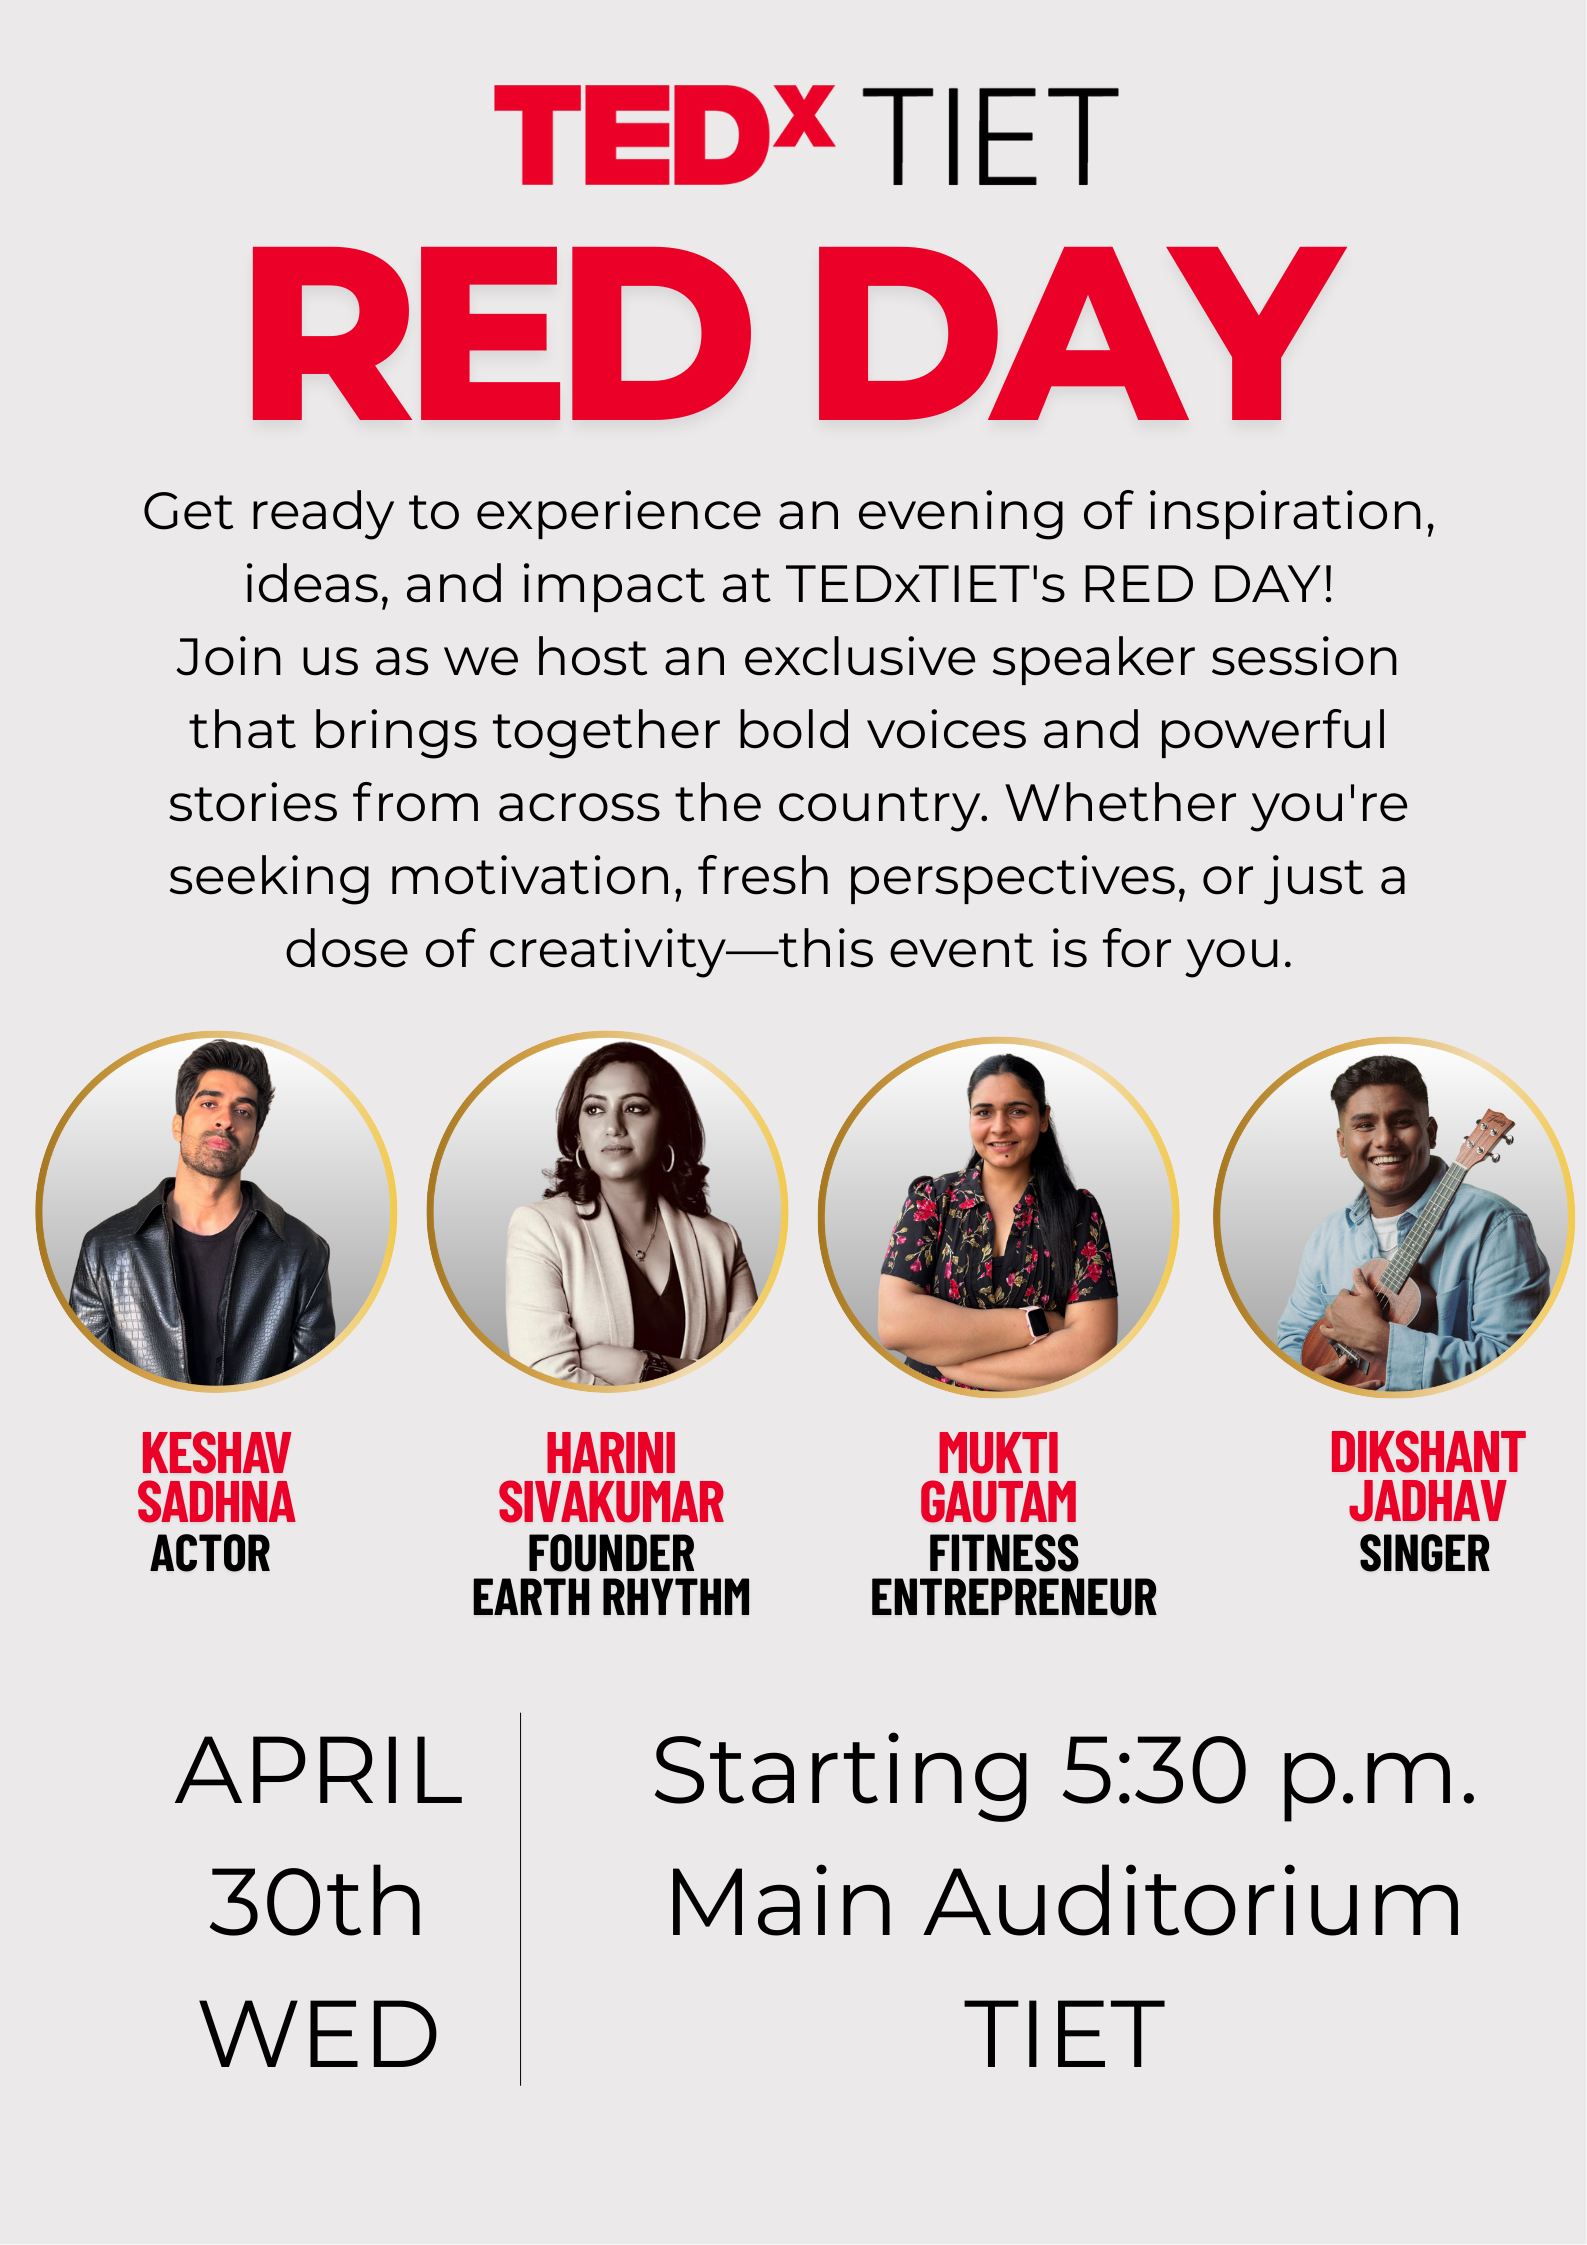 TEDx TIET
RED DAY
Get ready to experience an evening of inspiration,
ideas, and impact at TEDxTIET's RED DAY!
Join us as we host an exclusive speaker session
that brings together bold voices and powerful
stories from across the country. Whether you're
seeking motivation, fresh perspectives, or just a
dose of creativity—this event is for you.
KESHAV
SADHNA
ACTOR
HARINI
SIVAKUMAR
FOUNDER
EARTH RHYTHM
MUKTI
GAUTAM
FITNESS
ENTREPRENEUR
DIKSHANT
JADHAV
SINGER
APRIL
30th
WED
Starting 5:30 p.m.
Main Auditorium
TIET